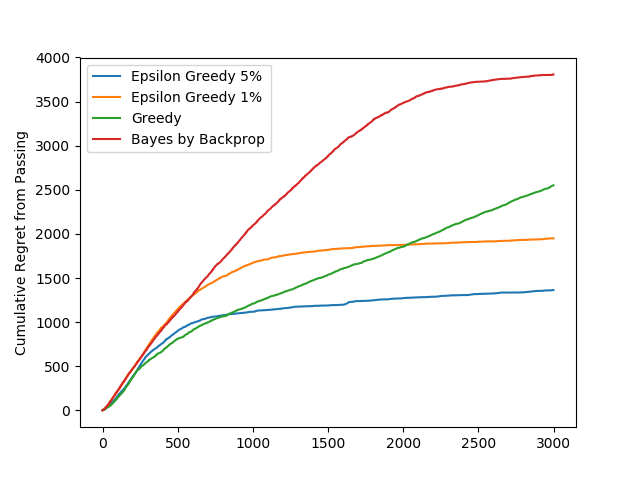 4000
3500
3000
2500
2000
1500
1000
500
0
Cumulative Regret from Passing
Epsilon Greedy 5%
Epsilon Greedy 1%
Greedy
Bayes by Backprop
0 500 1000 1500 2000 2500 3000